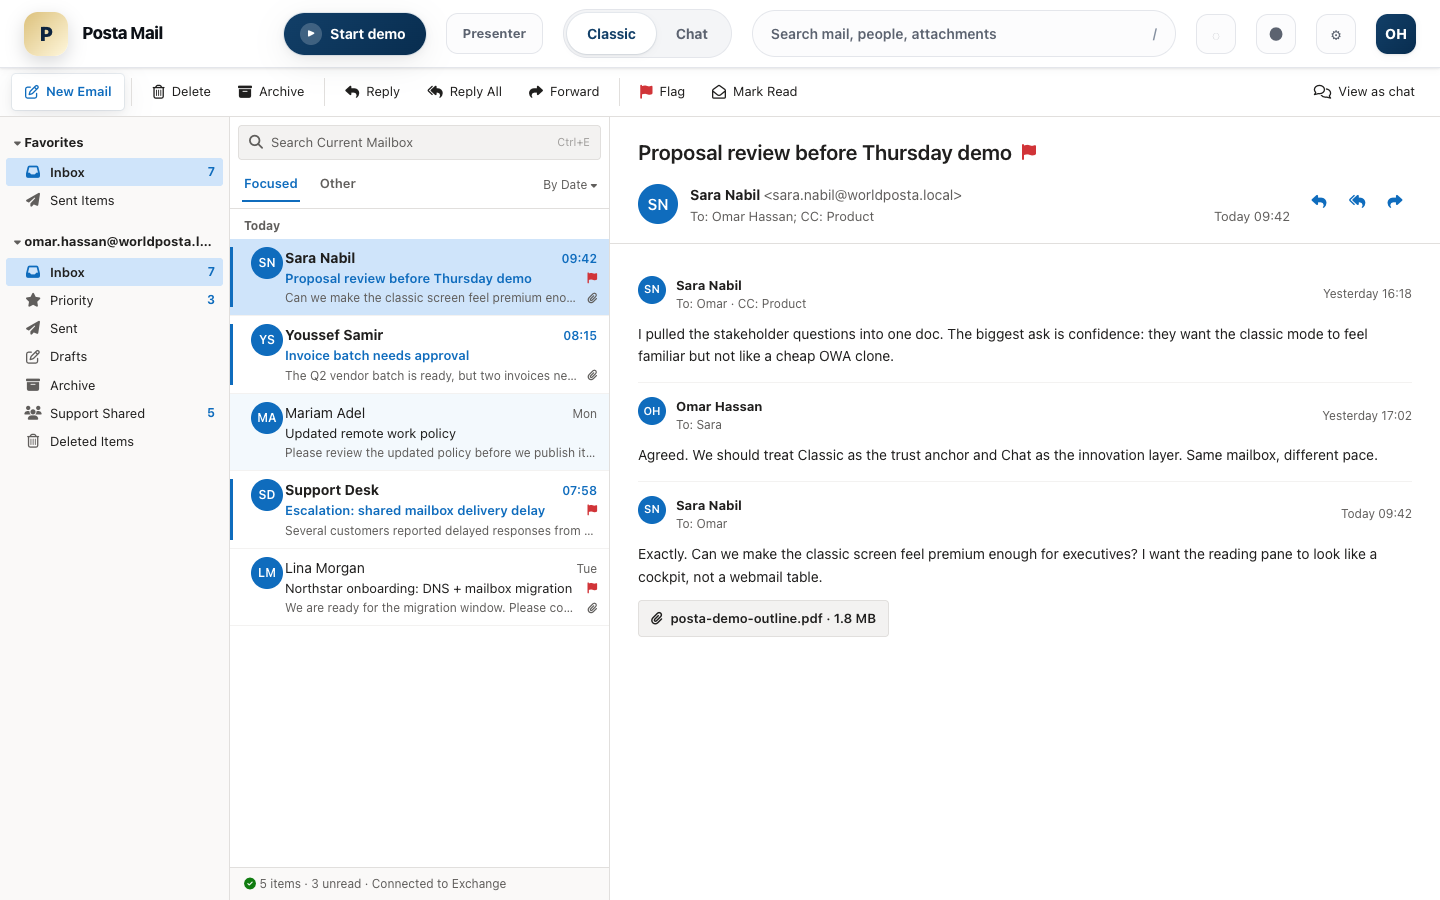 P Posta Mail Start demo Presenter Classic Chat Search mail, people, attachments / OH
New Email Delete Archive Reply Reply All Forward Flag Mark Read View as chat
Favorites
Inbox 7
Sent Items
omar.hassan@worldposta.l...
Inbox 7
Priority 3
Sent
Drafts
Archive
Support Shared 5
Deleted Items
Search Current Mailbox Ctrl+E
Focused Other By Date
Today
SN Sara Nabil 09:42
Proposal review before Thursday demo
Can we make the classic screen feel premium eno...
YS Youssef Samir 08:15
Invoice batch needs approval
The Q2 vendor batch is ready, but two invoices ne...
MA Mariam Adel Mon
Updated remote work policy
Please review the updated policy before we publish it...
SD Support Desk 07:58
Escalation: shared mailbox delivery delay
Several customers reported delayed responses from ...
LM Lina Morgan Tue
Northstar onboarding: DNS + mailbox migration
We are ready for the migration window. Please co...
5 items · 3 unread · Connected to Exchange
Proposal review before Thursday demo
SN Sara Nabil <sara.nabil@worldposta.local>
To: Omar Hassan; CC: Product Today 09:42
SN Sara Nabil
To: Omar · CC: Product Yesterday 16:18
I pulled the stakeholder questions into one doc. The biggest ask is confidence: they want the classic mode to feel
familiar but not like a cheap OWA clone.
OH Omar Hassan
To: Sara Yesterday 17:02
Agreed. We should treat Classic as the trust anchor and Chat as the innovation layer. Same mailbox, different pace.
SN Sara Nabil
To: Omar Today 09:42
Exactly. Can we make the classic screen feel premium enough for executives? I want the reading pane to look like a
cockpit, not a webmail table.
posta-demo-outline.pdf · 1.8 MB